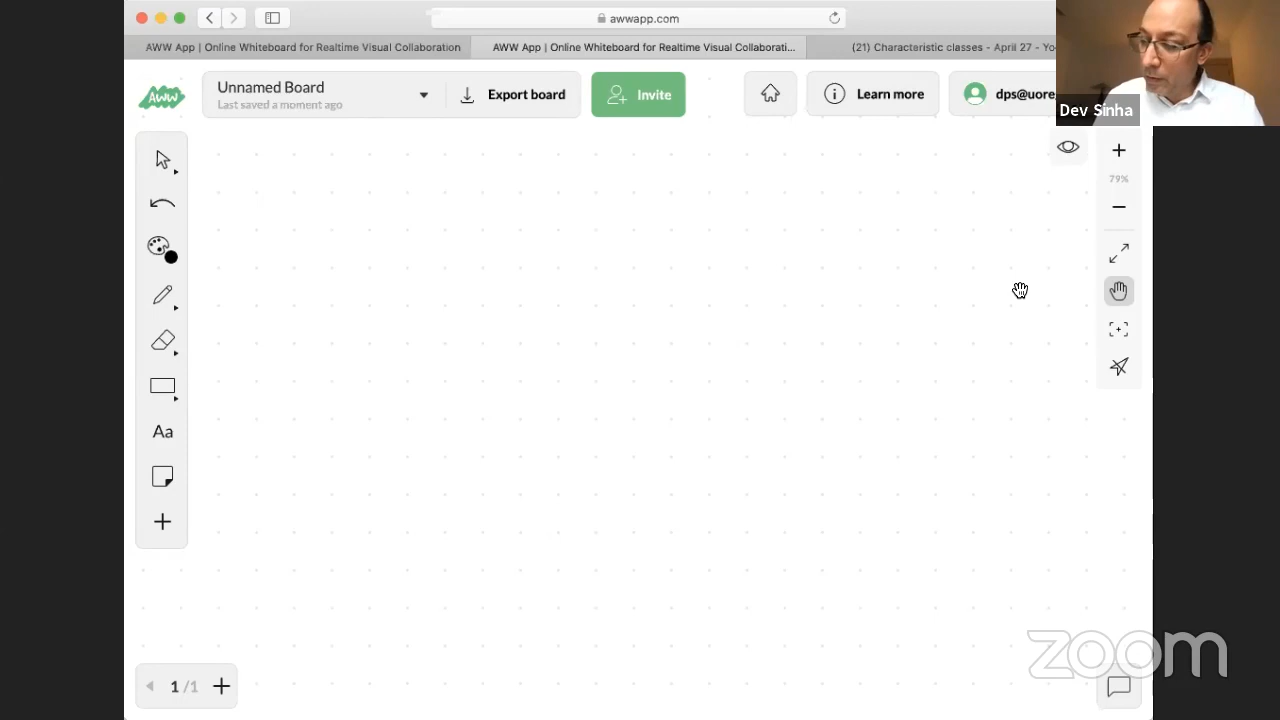 awwapp.com
AWW App | Online Whiteboard for Realtime Visual Collaboration
AWW App | Online Whiteboard for Realtime Visual Collaborati...
(21) Characteristic classes - April 27 - Yo
AWW
Unnamed Board
Last saved a moment ago
Export board
Invite
Learn more
dps@uore
Dev Sinha
79%
Aa
1/1
zoom